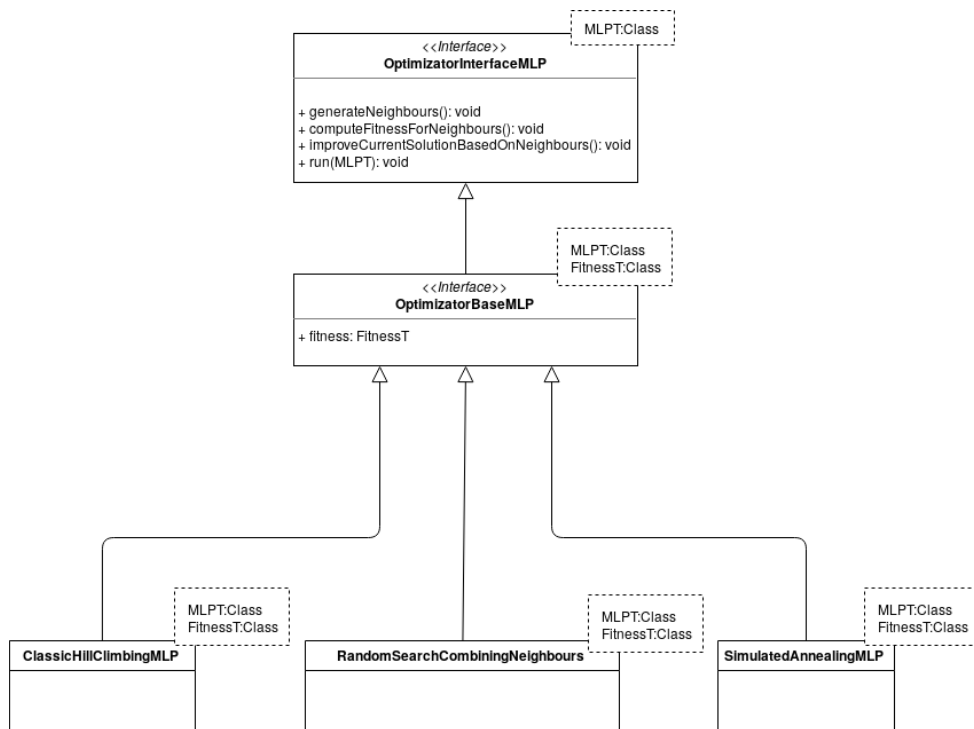 MLPT:Class
<<Interface>>
OptimizatorInterfaceMLP
+ generateNeighbours(): void
+ computeFitnessForNeighbours(): void
+ improveCurrentSolutionBasedOnNeighbours(): void
+ run(MLPT): void
MLPT:Class
FitnessT:Class
<<Interface>>
OptimizatorBaseMLP
+ fitness: FitnessT
MLPT:Class
FitnessT:Class
ClassicHillClimbingMLP
MLPT:Class
FitnessT:Class
RandomSearchCombiningNeighbours
MLPT:Class
FitnessT:Class
SimulatedAnnealingMLP